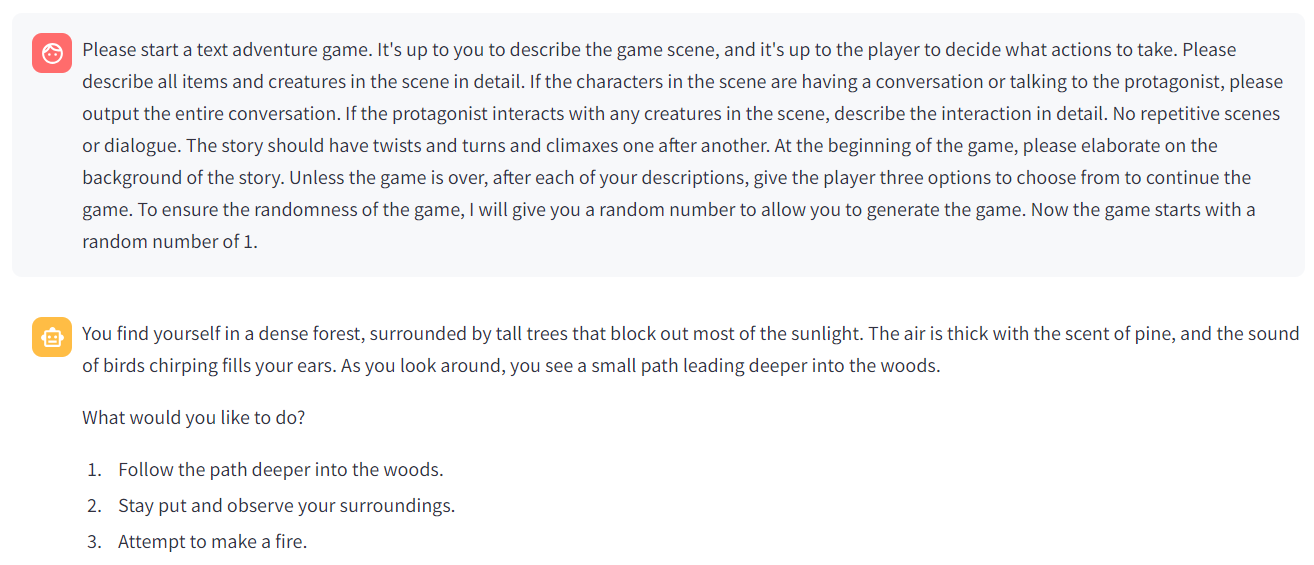 Please start a text adventure game. It's up to you to describe the game scene, and it's up to the player to decide what actions to take. Please
describe all items and creatures in the scene in detail. If the characters in the scene are having a conversation or talking to the protagonist, please
output the entire conversation. If the protagonist interacts with any creatures in the scene, describe the interaction in detail. No repetitive scenes
or dialogue. The story should have twists and turns and climaxes one after another. At the beginning of the game, please elaborate on the
background of the story. Unless the game is over, after each of your descriptions, give the player three options to choose from to continue the
game. To ensure the randomness of the game, I will give you a random number to allow you to generate the game. Now the game starts with a
random number of 1.
You find yourself in a dense forest, surrounded by tall trees that block out most of the sunlight. The air is thick with the scent of pine, and the sound
of birds chirping fills your ears. As you look around, you see a small path leading deeper into the woods.
What would you like to do?
1. Follow the path deeper into the woods.
2. Stay put and observe your surroundings.
3. Attempt to make a fire.